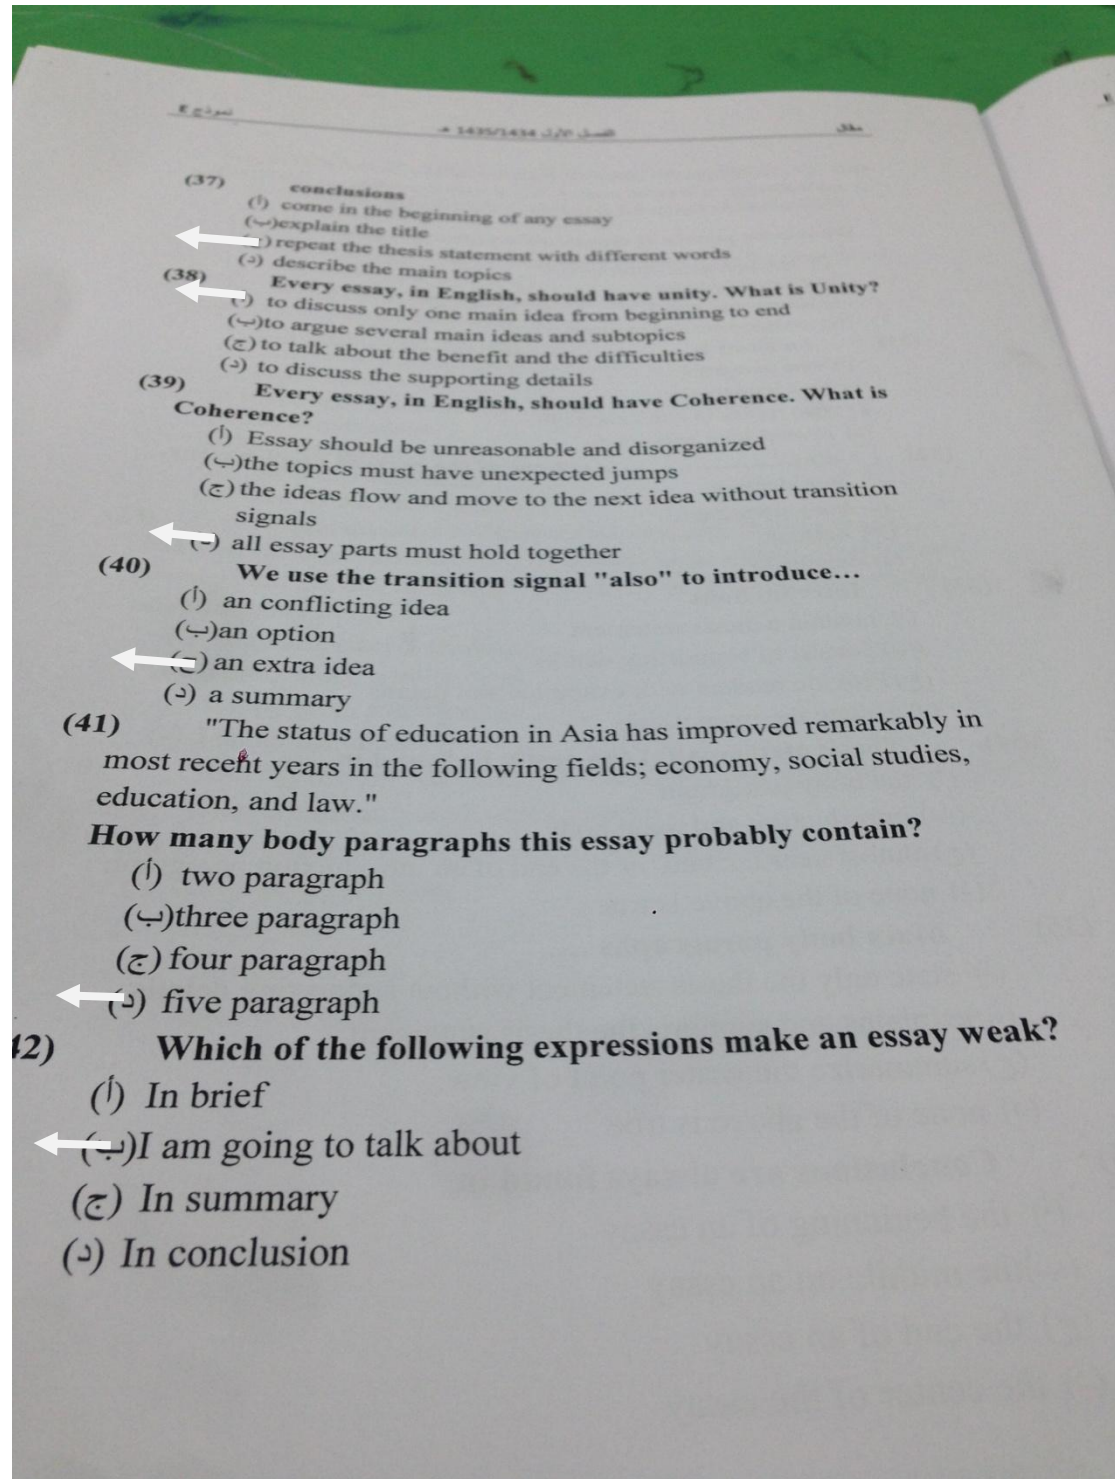 نموذج E
الفصل الأول 1435/1434 هـ
مقال
(37) conclusions
(أ) come in the beginning of any essay
(ب)explain the title
(ج) repeat the thesis statement with different words
(د) describe the main topics
(38) Every essay, in English, should have unity. What is Unity?
(أ) to discuss only one main idea from beginning to end
(ب)to argue several main ideas and subtopics
(ج) to talk about the benefit and the difficulties
(د) to discuss the supporting details
(39) Every essay, in English, should have Coherence. What is
Coherence?
(أ) Essay should be unreasonable and disorganized
(ب)the topics must have unexpected jumps
(ج) the ideas flow and move to the next idea without transition
signals
(د) all essay parts must hold together
(40) We use the transition signal "also" to introduce...
(أ) an conflicting idea
(ب)an option
(ج) an extra idea
(د) a summary
(41) "The status of education in Asia has improved remarkably in
most recent years in the following fields; economy, social studies,
education, and law."
How many body paragraphs this essay probably contain?
(أ) two paragraph
(ب)three paragraph
(ج) four paragraph
(د) five paragraph
42) Which of the following expressions make an essay weak?
(أ) In brief
(ب)I am going to talk about
(ج) In summary
(د) In conclusion